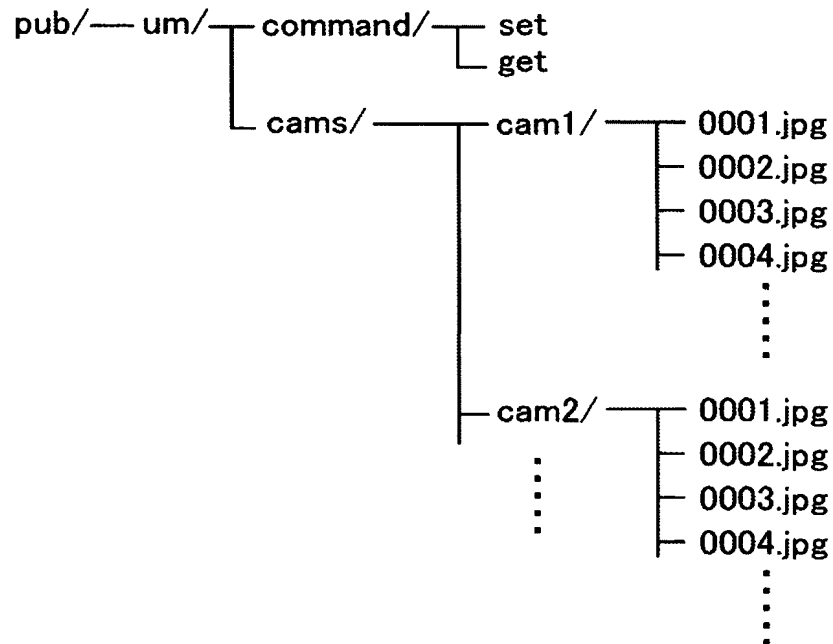 pub/ um/ command/ set
get
cams/ cam1/ 0001.jpg
0002.jpg
0003.jpg
0004.jpg
cam2/ 0001.jpg
0002.jpg
0003.jpg
0004.jpg